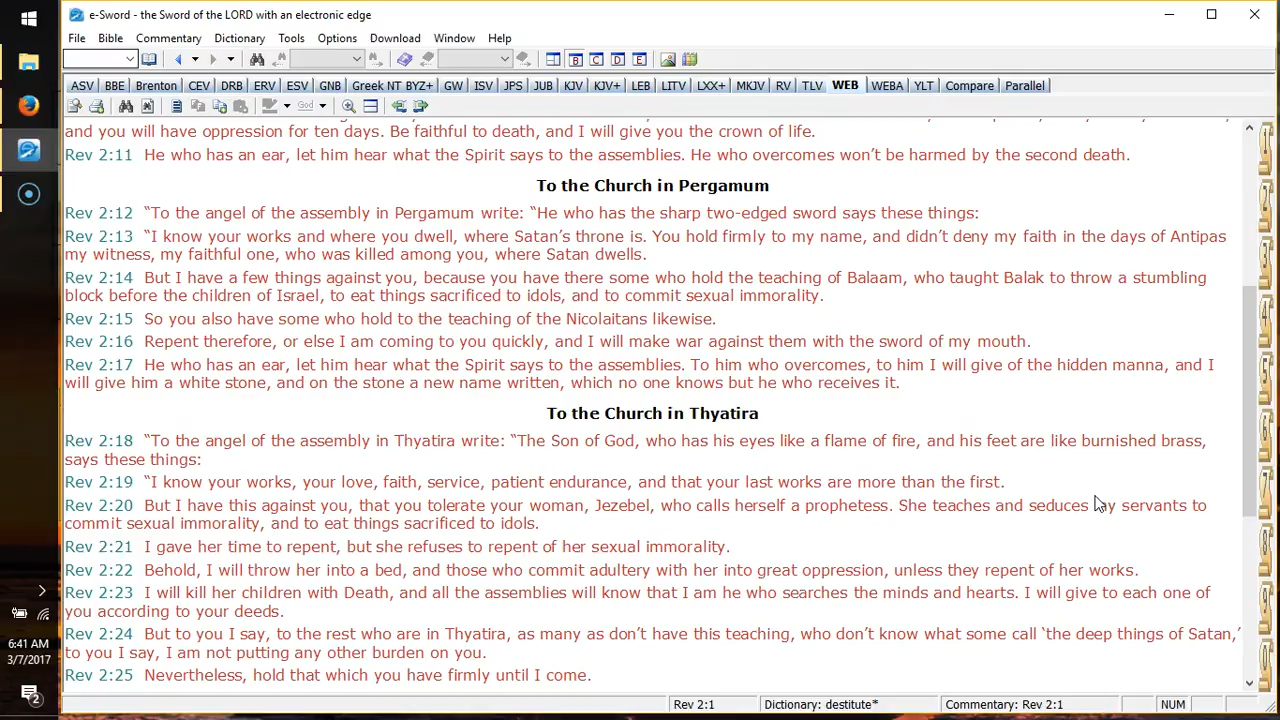 e-Sword - the Sword of the LORD with an electronic edge
File Bible Commentary Dictionary Tools Options Download Window Help
B C D E
ASV BBE Brenton CEV DRB ERV ESV GNB Greek NT BYZ+ GW ISV JPS JUB KJV KJV+ LEB LITV LXX+ MKJV RV TLV WEB WEBA YLT Compare Parallel
God
and you will have oppression for ten days. Be faithful to death, and I will give you the crown of life.
Rev 2:11 He who has an ear, let him hear what the Spirit says to the assemblies. He who overcomes won’t be harmed by the second death.
To the Church in Pergamum
Rev 2:12 “To the angel of the assembly in Pergamum write: “He who has the sharp two-edged sword says these things:
Rev 2:13 “I know your works and where you dwell, where Satan’s throne is. You hold firmly to my name, and didn’t deny my faith in the days of Antipas
my witness, my faithful one, who was killed among you, where Satan dwells.
Rev 2:14 But I have a few things against you, because you have there some who hold the teaching of Balaam, who taught Balak to throw a stumbling
block before the children of Israel, to eat things sacrificed to idols, and to commit sexual immorality.
Rev 2:15 So you also have some who hold to the teaching of the Nicolaitans likewise.
Rev 2:16 Repent therefore, or else I am coming to you quickly, and I will make war against them with the sword of my mouth.
Rev 2:17 He who has an ear, let him hear what the Spirit says to the assemblies. To him who overcomes, to him I will give of the hidden manna, and I
will give him a white stone, and on the stone a new name written, which no one knows but he who receives it.
To the Church in Thyatira
Rev 2:18 “To the angel of the assembly in Thyatira write: “The Son of God, who has his eyes like a flame of fire, and his feet are like burnished brass,
says these things:
Rev 2:19 “I know your works, your love, faith, service, patient endurance, and that your last works are more than the first.
Rev 2:20 But I have this against you, that you tolerate your woman, Jezebel, who calls herself a prophetess. She teaches and seduces my servants to
commit sexual immorality, and to eat things sacrificed to idols.
Rev 2:21 I gave her time to repent, but she refuses to repent of her sexual immorality.
Rev 2:22 Behold, I will throw her into a bed, and those who commit adultery with her into great oppression, unless they repent of her works.
Rev 2:23 I will kill her children with Death, and all the assemblies will know that I am he who searches the minds and hearts. I will give to each one of
you according to your deeds.
Rev 2:24 But to you I say, to the rest who are in Thyatira, as many as don’t have this teaching, who don’t know what some call ‘the deep things of Satan,’
to you I say, I am not putting any other burden on you.
Rev 2:25 Nevertheless, hold that which you have firmly until I come.
6:41 AM
3/7/2017
2
Rev 2:1 Dictionary: destitute* Commentary: Rev 2:1 NUM